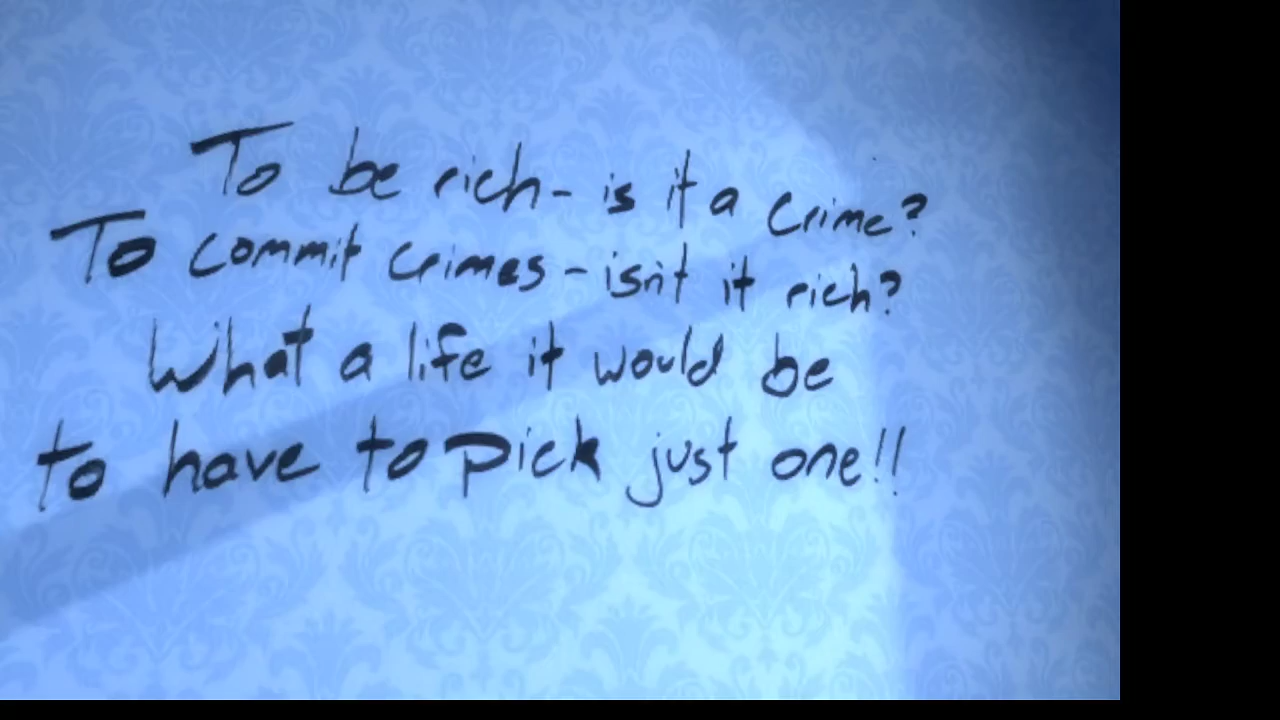 To be rich - is it a crime?
To commit crimes - isn't it rich?
What a life it would be
to have to pick just one!!